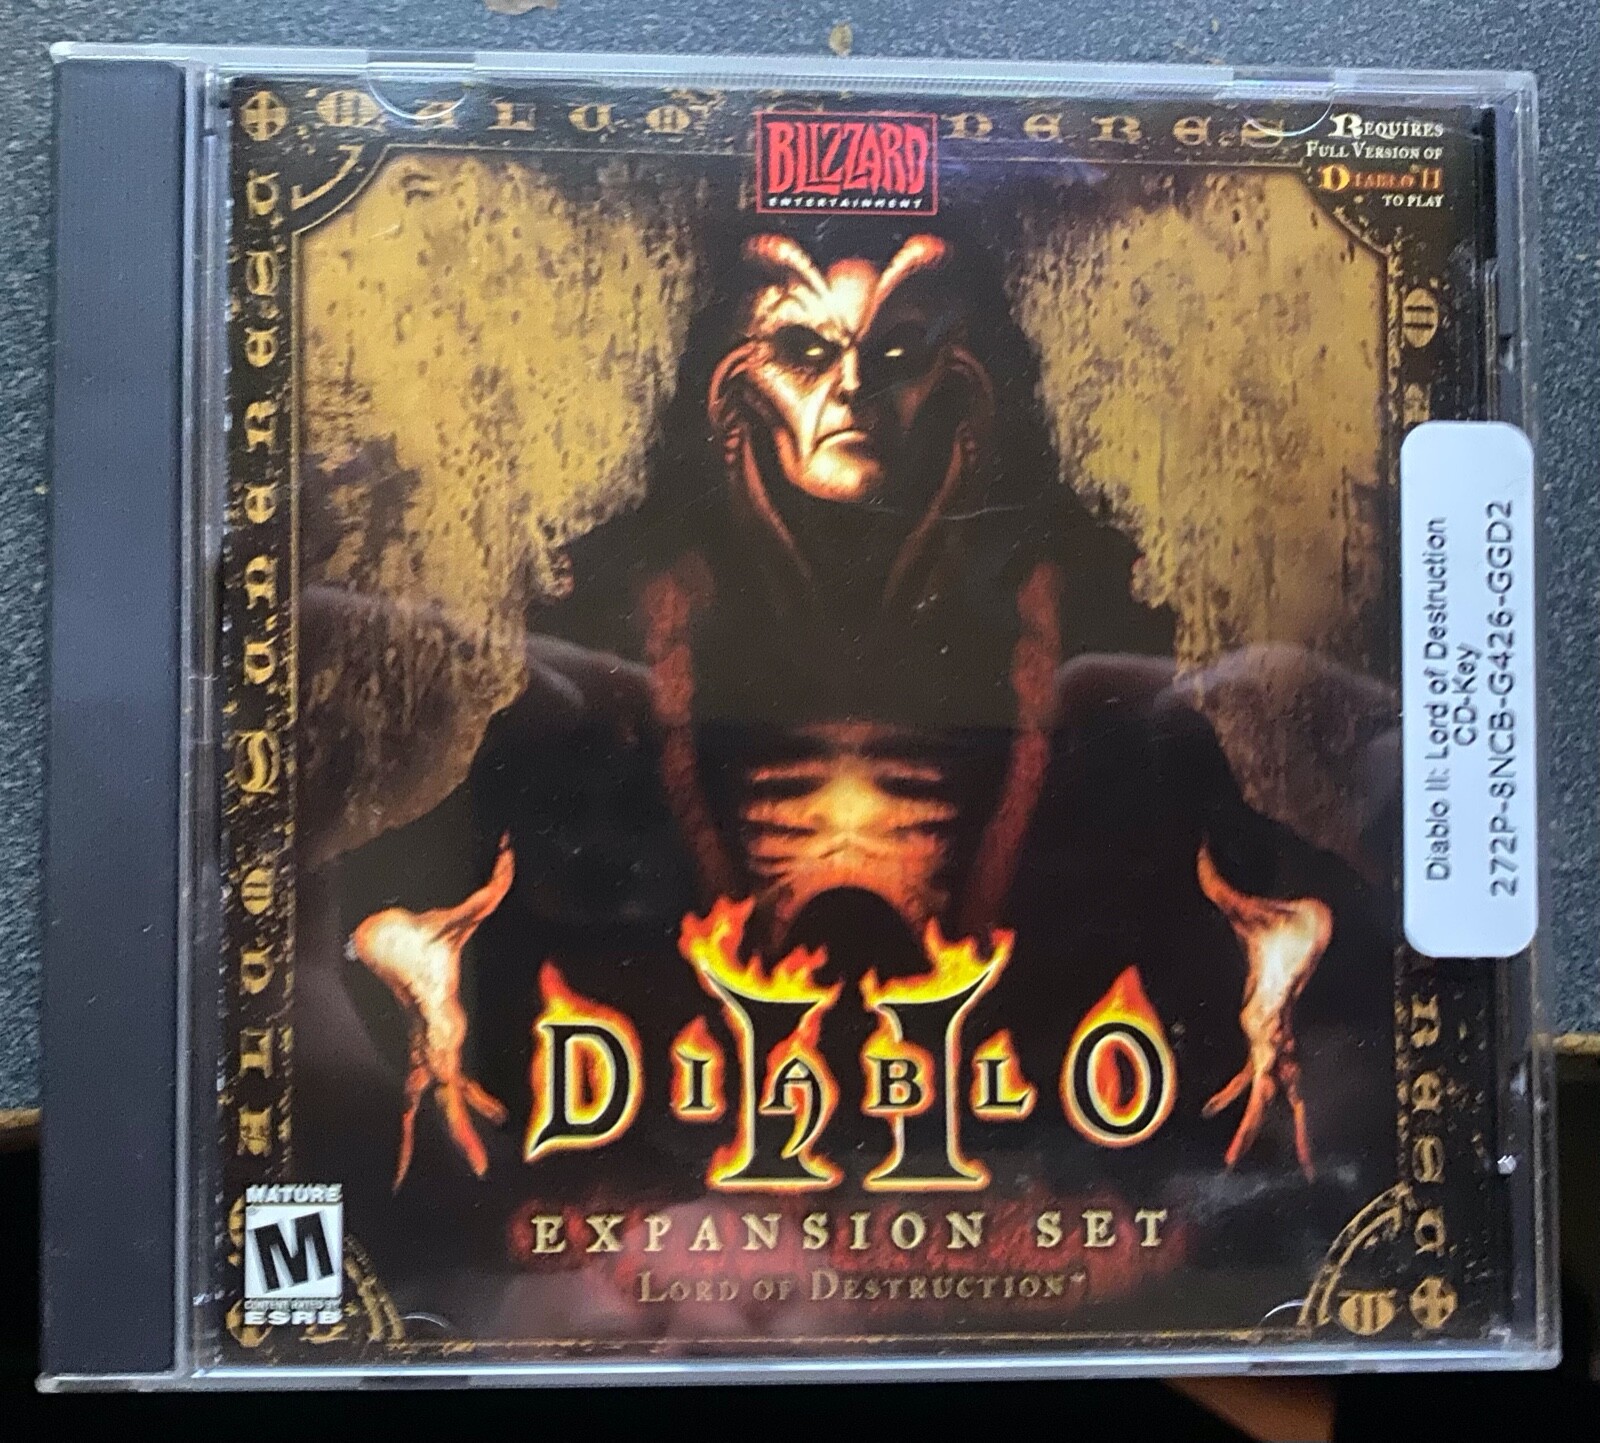 BLIZZARD
ENTERTAINMENT
REQUIRES
FULL VERSION OF
DIABLO II
TO PLAY
Diablo II: Lord of Destruction
CD-Key
272P-8NCB-G426-GGD2
DIABLO
II
EXPANSION SET
LORD OF DESTRUCTION™
MATURE
M
CONTENT RATED BY
ESRB